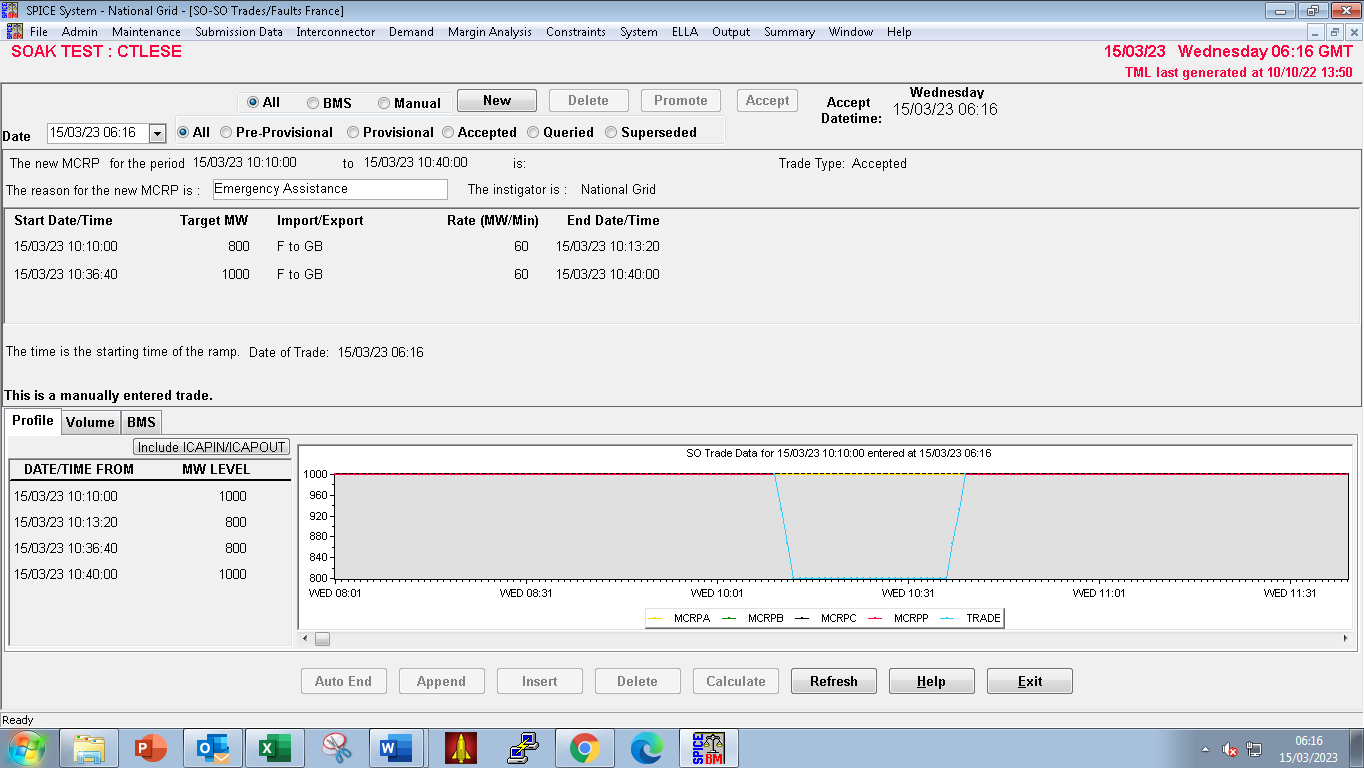 SPICE System - National Grid - [SO-SO Trades/Faults France]
File Admin Maintenance Submission Data Interconnector Demand Margin Analysis Constraints System ELLA Output Summary Window Help
SOAK TEST : CTLESE
15/03/23 Wednesday 06:16 GMT
TML last generated at 10/10/22 13:50
All BMS Manual New Delete Promote Accept
Accept Datetime:
Wednesday
15/03/23 06:16
Date 15/03/23 06:16 All Pre-Provisional Provisional Accepted Queried Superseded
The new MCRP for the period 15/03/23 10:10:00 to 15/03/23 10:40:00 is: Trade Type: Accepted
The reason for the new MCRP is : Emergency Assistance The instigator is : National Grid
Start Date/Time Target MW Import/Export Rate (MW/Min) End Date/Time
15/03/23 10:10:00 800 F to GB 60 15/03/23 10:13:20
15/03/23 10:36:40 1000 F to GB 60 15/03/23 10:40:00
The time is the starting time of the ramp. Date of Trade: 15/03/23 06:16
This is a manually entered trade.
Profile Volume BMS
Include ICAPIN/ICAPOUT
DATE/TIME FROM MW LEVEL
15/03/23 10:10:00 1000
15/03/23 10:13:20 800
15/03/23 10:36:40 800
15/03/23 10:40:00 1000
SO Trade Data for 15/03/23 10:10:00 entered at 15/03/23 06:16
1000
960
920
880
840
800
WED 08:01 WED 08:31 WED 10:01 WED 10:31 WED 11:01 WED 11:31
MCRPA MCRPB MCRPC MCRPP TRADE
Auto End Append Insert Delete Calculate Refresh Help Exit
Ready
SPICE
BMI
06:16
15/03/2023